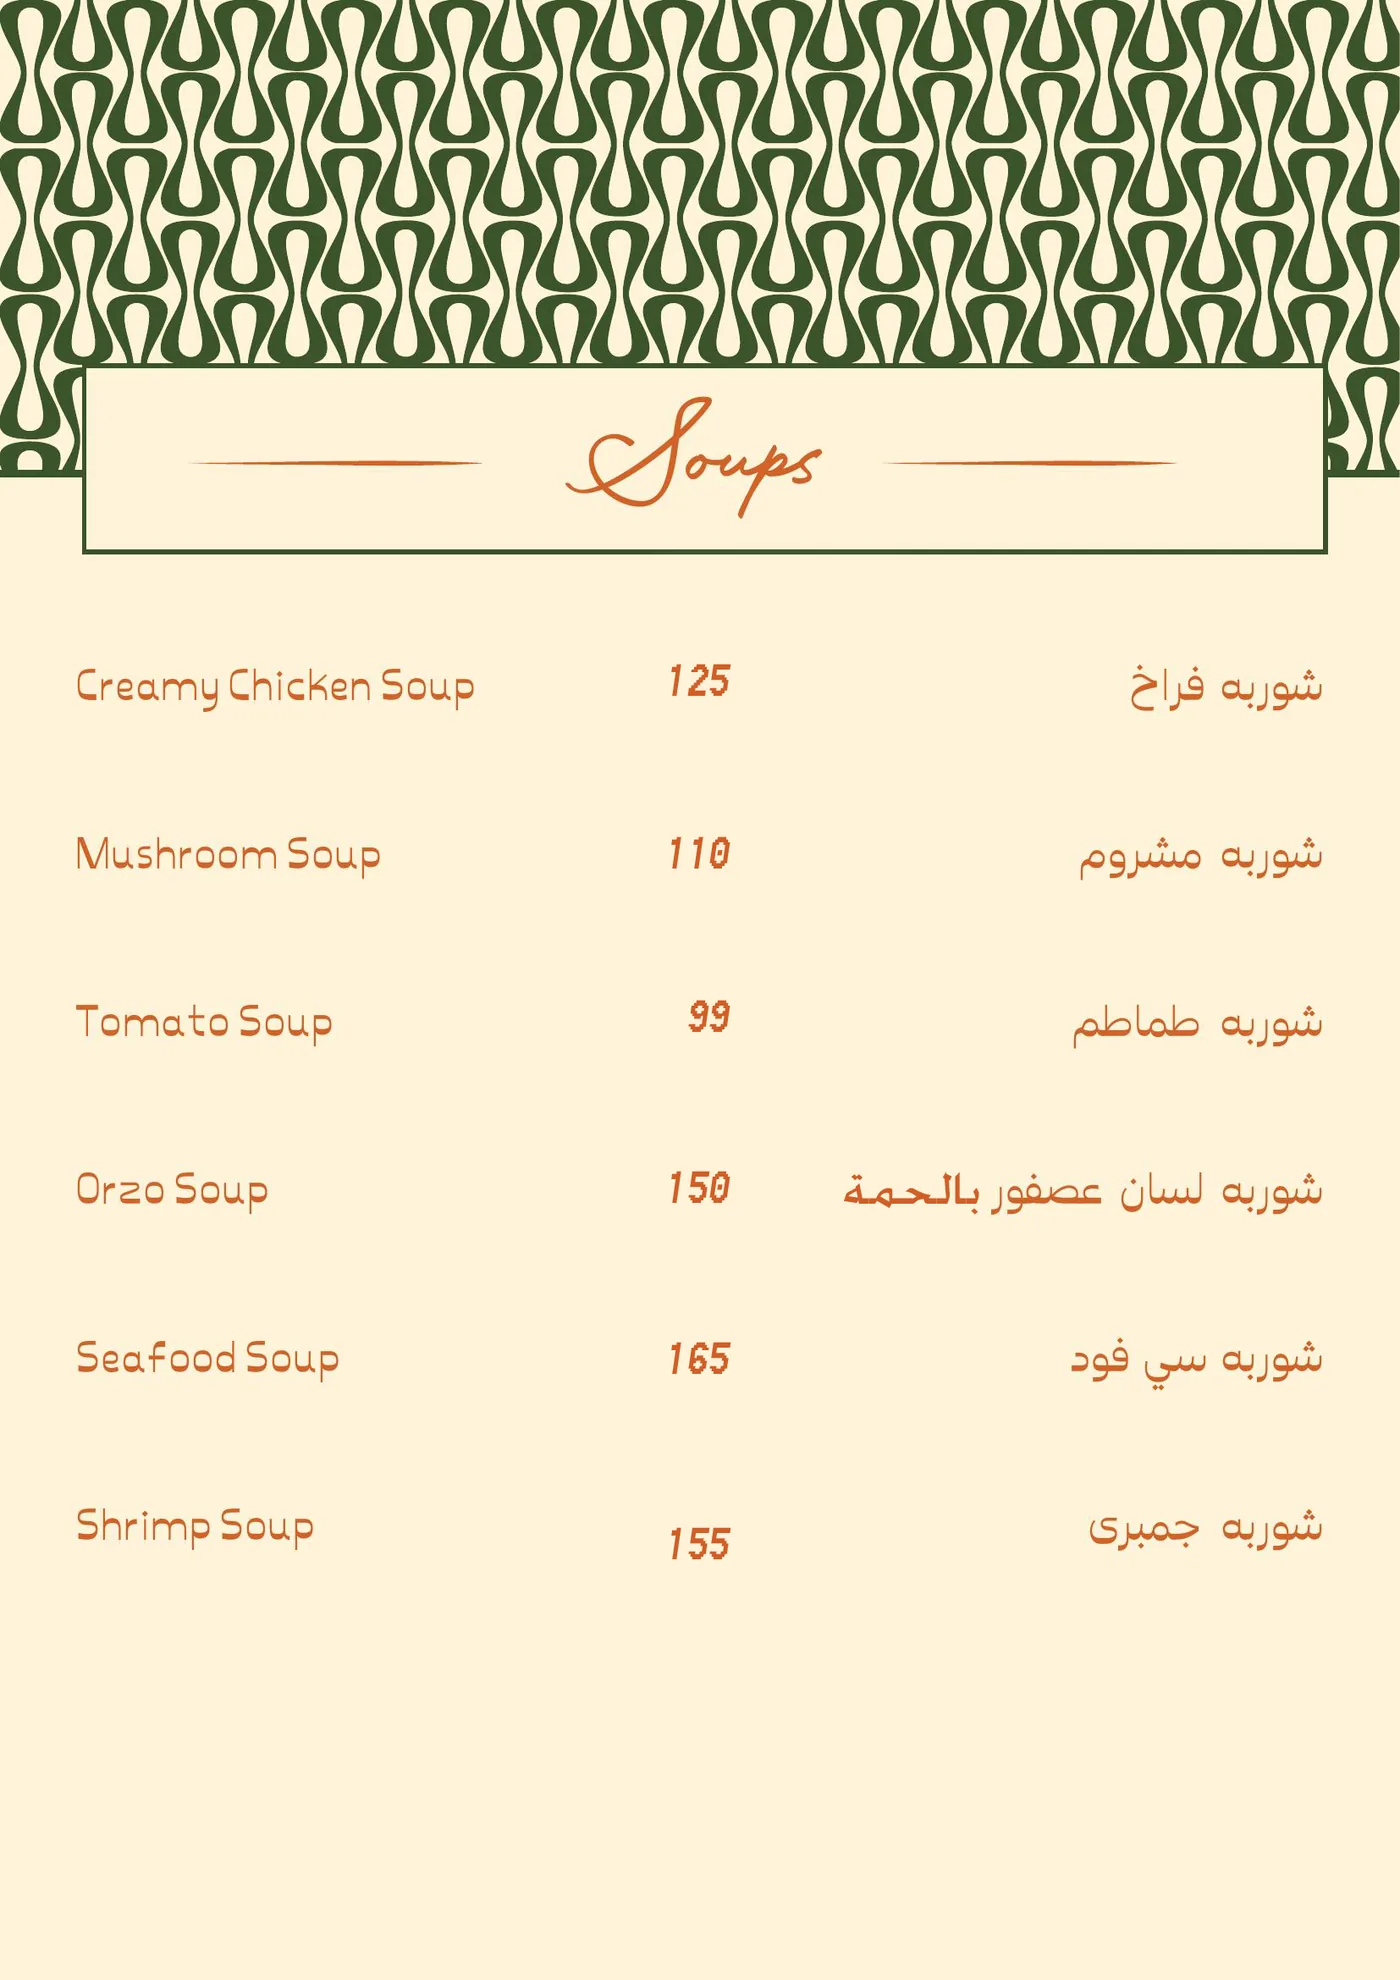 Soups
Creamy Chicken Soup 125 شوربه فراخ
Mushroom Soup 110 شوربه مشروم
Tomato Soup 99 شوربه طماطم
Orzo Soup 150 شوربه لسان عصفور بالحمة
Seafood Soup 165 شوربه سي فود
Shrimp Soup 155 شوربه جمبرى